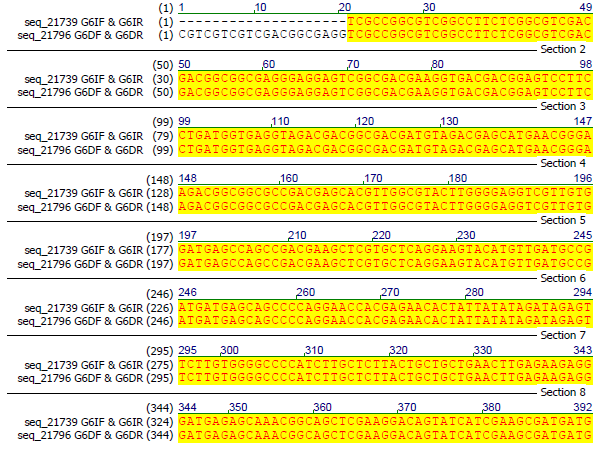 (1) 1 10 20 30 49
seq_21739 G6IF & G6IR (1) --------------------TCGCCGGCGTCGGCCTTCTCGGCGTCGAC
seq_21796 G6DF & G6DR (1) CGTCGTCGTCGACGGCGAGGTCGCCGGCGTCGGCCTTCTCGGCGTCGAC
Section 2
(50) 50 60 70 80 98
seq_21739 G6IF & G6IR (30) GACGGCGGCGAGGGAGGAGTCGGCGACGAAGGTGACGACGGAGTCCTTC
seq_21796 G6DF & G6DR (50) GACGGCGGCGAGGGAGGAGTCGGCGACGAAGGTGACGACGGAGTCCTTC
Section 3
(99) 99 110 120 130 147
seq_21739 G6IF & G6IR (79) CTGATGGTGAGGTAGACGACGGCGACGATGTAGACGAGCATGAACGGGA
seq_21796 G6DF & G6DR (99) CTGATGGTGAGGTAGACGACGGCGACGATGTAGACGAGCATGAACGGGA
Section 4
(148) 148 160 170 180 196
seq_21739 G6IF & G6IR (128) AGACGGCGGCGCCGACGAGCACGTTGGCGTACTTGGGGAGGTCGTTGTG
seq_21796 G6DF & G6DR (148) AGACGGCGGCGCCGACGAGCACGTTGGCGTACTTGGGGAGGTCGTTGTG
Section 5
(197) 197 210 220 230 245
seq_21739 G6IF & G6IR (177) GATGAGCCAGCCGACGAAGCTCGTGCTCAGGAAGTACATGTTGATGCCG
seq_21796 G6DF & G6DR (197) GATGAGCCAGCCGACGAAGCTCGTGCTCAGGAAGTACATGTTGATGCCG
Section 6
(246) 246 260 270 280 294
seq_21739 G6IF & G6IR (226) ATGATGAGCAGCCCCAGGAACCACGAGAACACTATTATATAGATAGAGT
seq_21796 G6DF & G6DR (246) ATGATGAGCAGCCCCAGGAACCACGAGAACACTATTATATAGATAGAGT
Section 7
(295) 295 300 310 320 330 343
seq_21739 G6IF & G6IR (275) TCTTGTGGGGCCCCATCTTGCTCTTACTGCTGCTGAACTTGAGAAGAGG
seq_21796 G6DF & G6DR (295) TCTTGTGGGGCCCCATCTTGCTCTTACTGCTGCTGAACTTGAGAAGAGG
Section 8
(344) 344 350 360 370 380 392
seq_21739 G6IF & G6IR (324) GATGAGAGCAAACGGCAGCTCGAAGGACAGTATCATCGAAGCGATGATG
seq_21796 G6DF & G6DR (344) GATGAGAGCAAACGGCAGCTCGAAGGACAGTATCATCGAAGCGATGATG